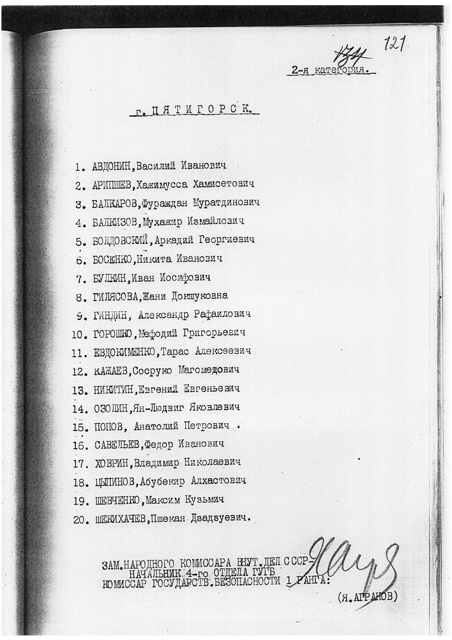 121
2-я категория.
г. ПЯТИГОРСК.
1. АВДОНИН,Василий Иванович
2. АРИПШЕВ,Хажимусса Хамисетович
3. БАЛКАРОВ,Фураждан Муратдинович
4. БАЛКИЗОВ,Мухажир Измайлович
5. БОЛДОВСКИЙ,Аркадий Георгиевич
6. БОСЕНКО,Никита Иванович
7. БУЛКИН,Иван Иосифович
8. ГИЛЯСОВА,Жани Докшуковна
9. ГИНДИН, Александр Рафаилович
10. ГОРОШКО,Мефодий Григорьевич
11. ЕВДОКИМЕНКО,Тарас Алексеевич
12. КАЖАЕВ,Сосруко Магомедович
13. НИКИТИН,Евгений Евгеньевич
14. ОЗОЛИН,Ян-Людвиг Яковлевич
15. ПОПОВ, Анатолий Петрович .
16. САВЕЛЬЕВ,Федор Иванович
17. ХОВРИН,Владимир Николаевич
18. ЦЫПИНОВ,Абубекир Алхастович
19. ШЕВЧЕНКО,Максим Кузьмич
20. ШЕКИХАЧЕВ,Пшекан Дзадзуевич.
ЗАМ.НАРОДНОГО КОМИССАРА ВНУТ.ДЕЛ СССР-
НАЧАЛЬНИК 4-го ОТДЕЛА ГУГБ
КОМИССАР ГОСУДАРСТВ.БЕЗОПАСНОСТИ 1 РАНГА:
(Я.АГРАНОВ)